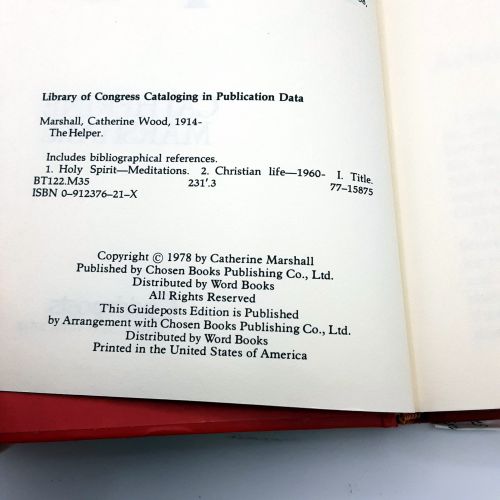 Library of Congress Cataloging in Publication Data
Marshall, Catherine Wood, 1914-
The Helper.
Includes bibliographical references.
1. Holy Spirit—Meditations. 2. Christian life—1960- I. Title.
BT122.M35 231'.3 77-15875
ISBN 0-912376-21-X
Copyright © 1978 by Catherine Marshall
Published by Chosen Books Publishing Co., Ltd.
Distributed by Word Books
All Rights Reserved
This Guideposts Edition is Published
by Arrangement with Chosen Books Publishing Co., Ltd.
Distributed by Word Books
Printed in the United States of America